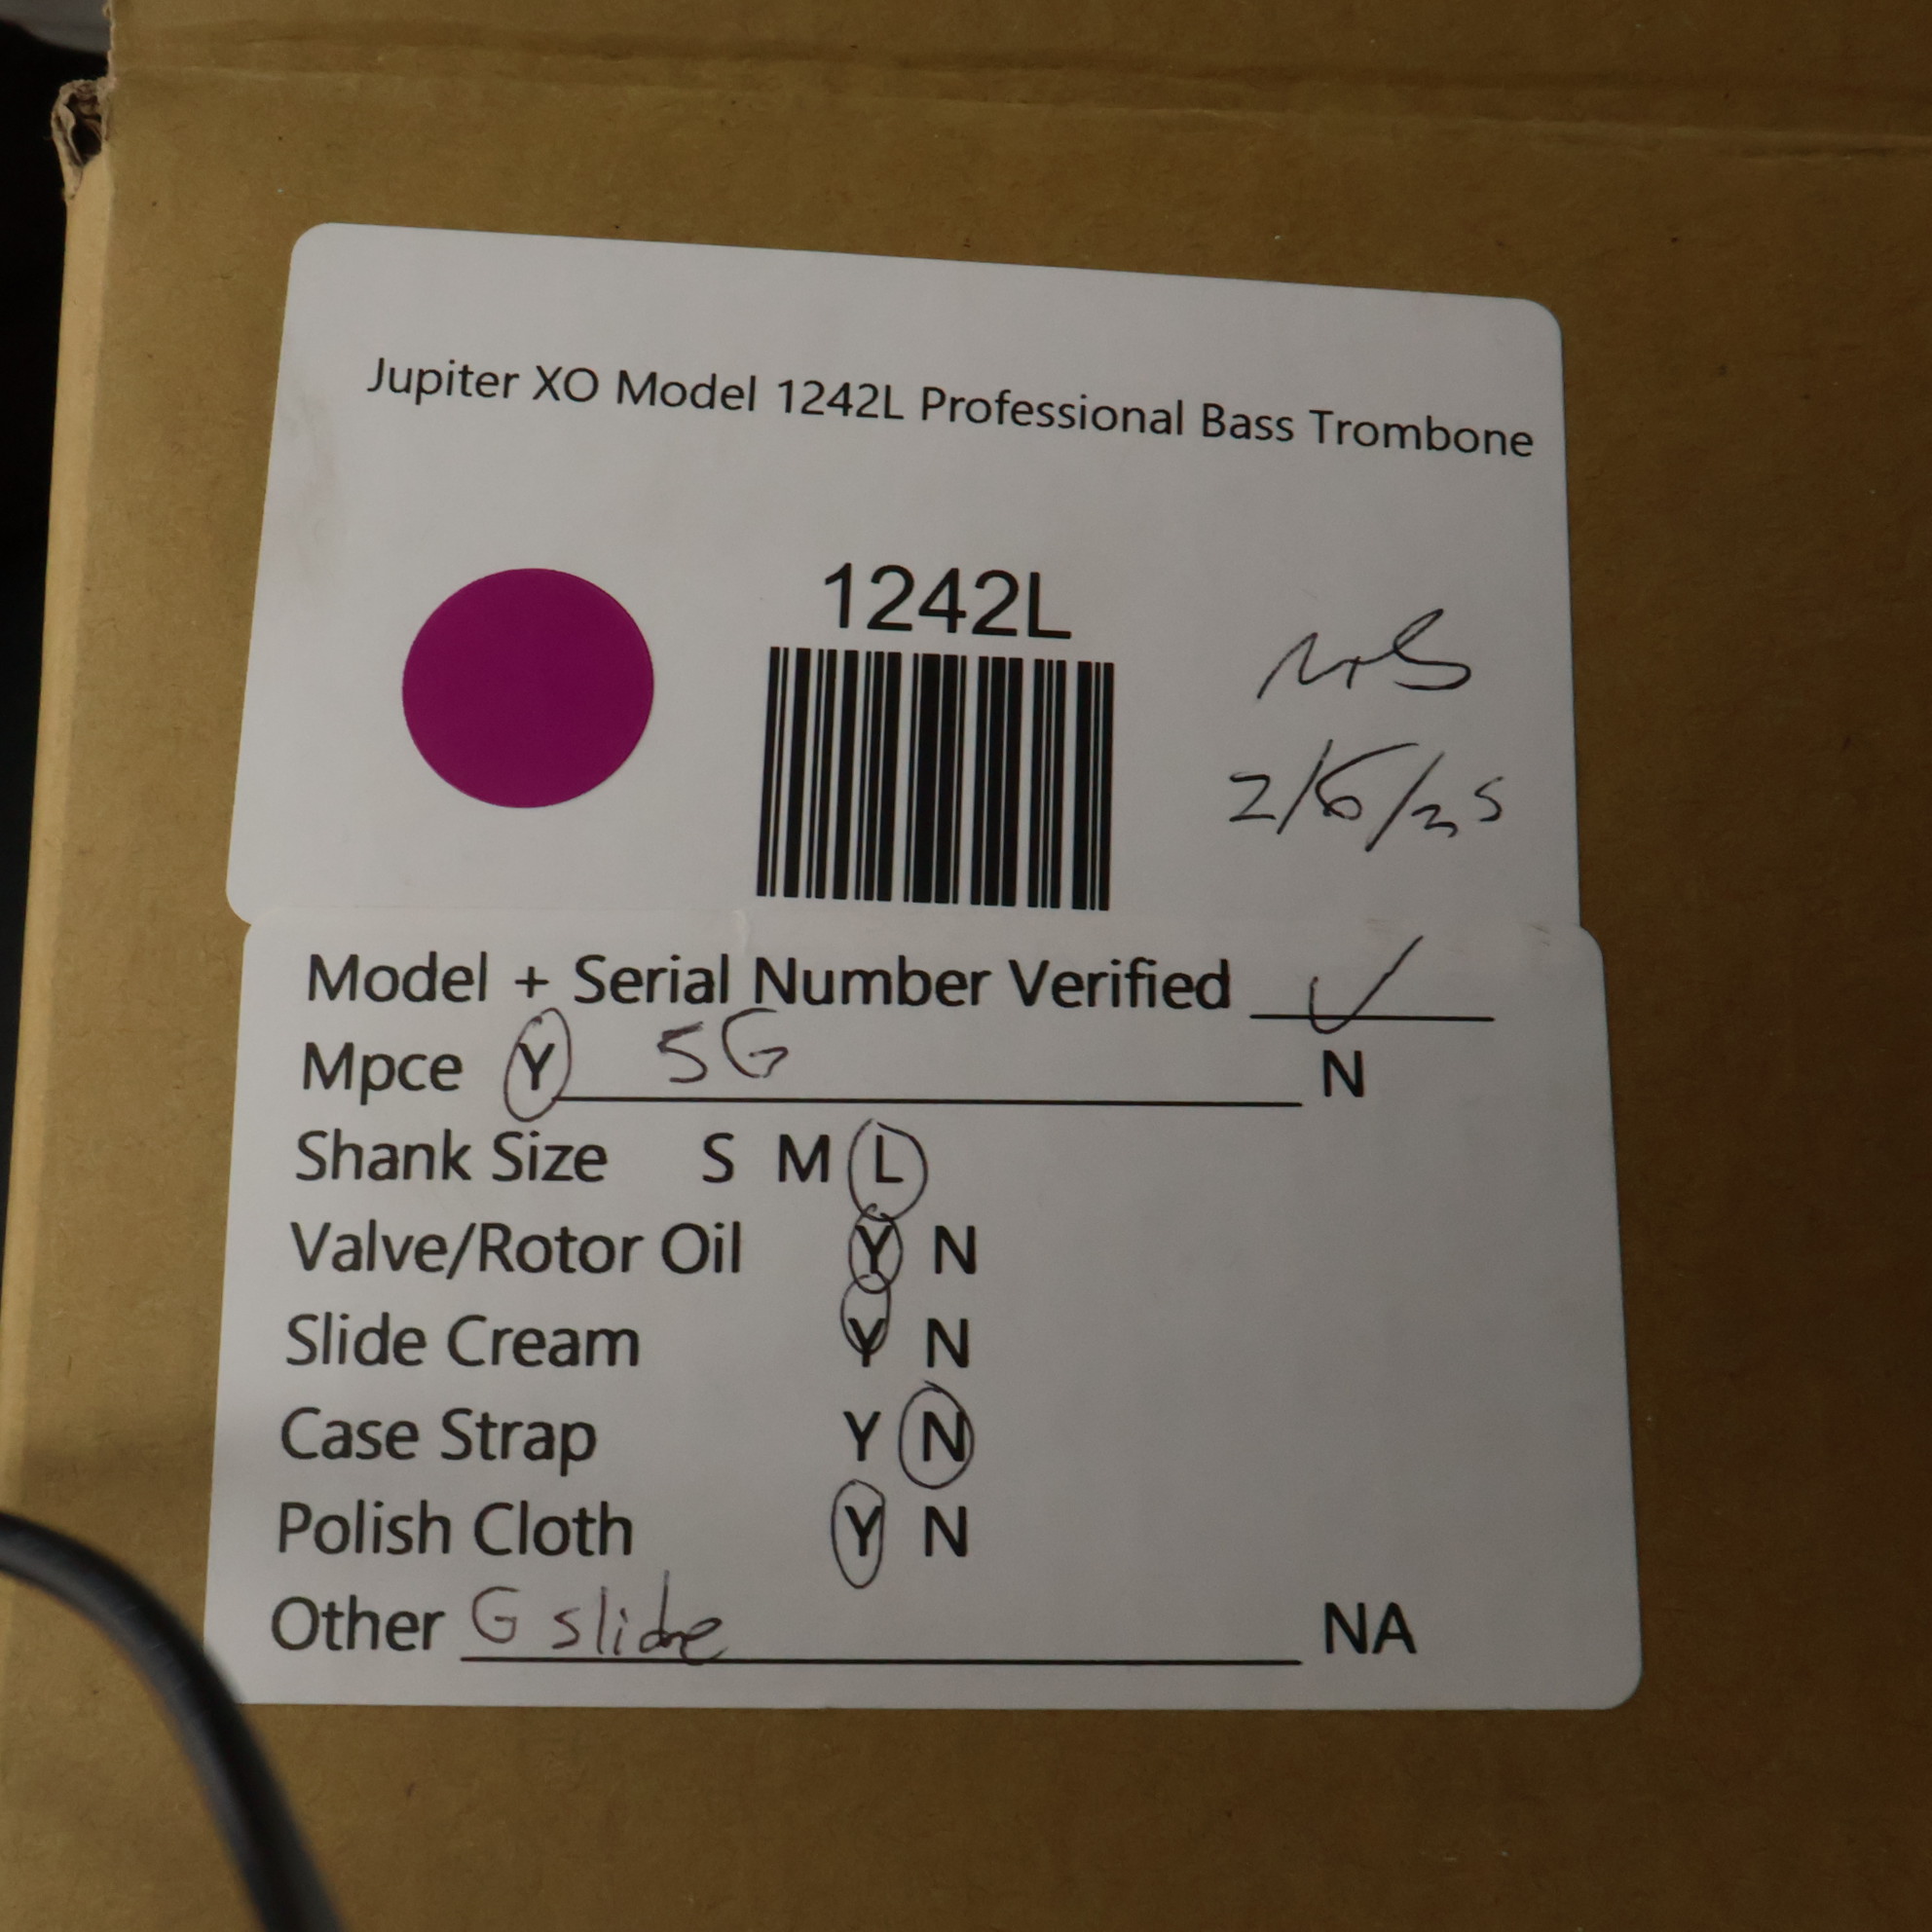 Jupiter XO Model 1242L Professional Bass Trombone
1242L
2/6/25
Model + Serial Number Verified ✓
Mpce Y 5G N
Shank Size S M L
Valve/Rotor Oil Y N
Slide Cream Y N
Case Strap Y N
Polish Cloth Y N
Other G slide NA